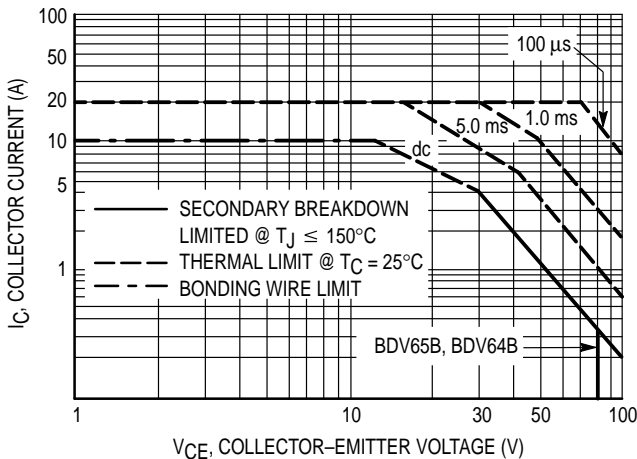 100
50
20
10
5
1
IC, COLLECTOR CURRENT (A)
100 μs
1.0 ms
5.0 ms
dc
SECONDARY BREAKDOWN
LIMITED @ TJ ≤ 150°C
THERMAL LIMIT @ TC = 25°C
BONDING WIRE LIMIT
BDV65B, BDV64B
1 10 30 50 100
VCE, COLLECTOR–EMITTER VOLTAGE (V)